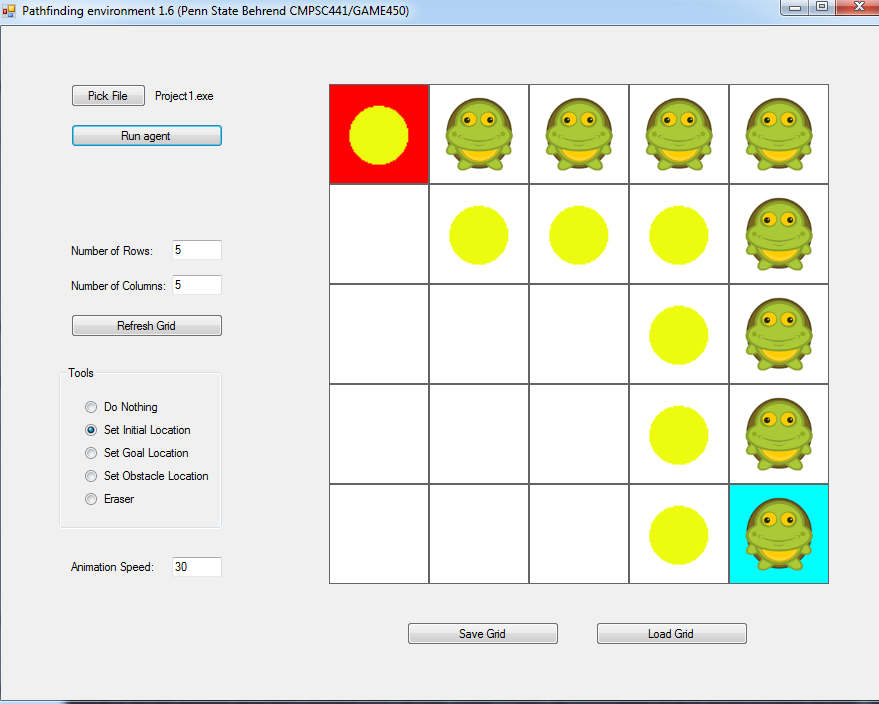 Pathfinding environment 1.6 (Penn State Behrend CMPSC441/GAME450)
Pick File Project1.exe
Run agent
Number of Rows: 5
Number of Columns: 5
Refresh Grid
Tools
Do Nothing
Set Initial Location
Set Goal Location
Set Obstacle Location
Eraser
Animation Speed: 30
Save Grid Load Grid